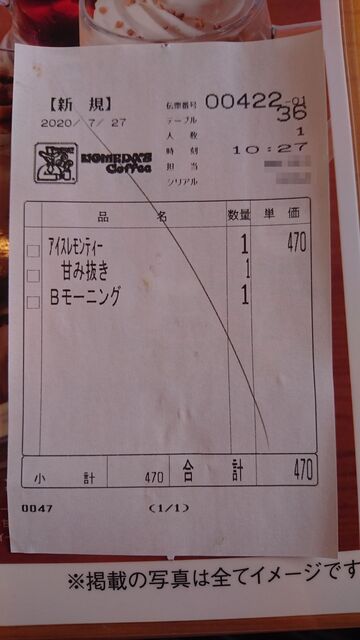 【新 規】 伝票番号 00422-01
2020/ 7/ 27 テーブル 36
人 数 1
時 刻 10:27
KOMEDA'S
Coffee
担 当
シリアル
品 名 数量 単 価
アイスレモンティー 1 470
甘み抜き 1
Bモーニング 1
小 計 470 合 計 470
0047 (1/1)
※掲載の写真は全てイメージです